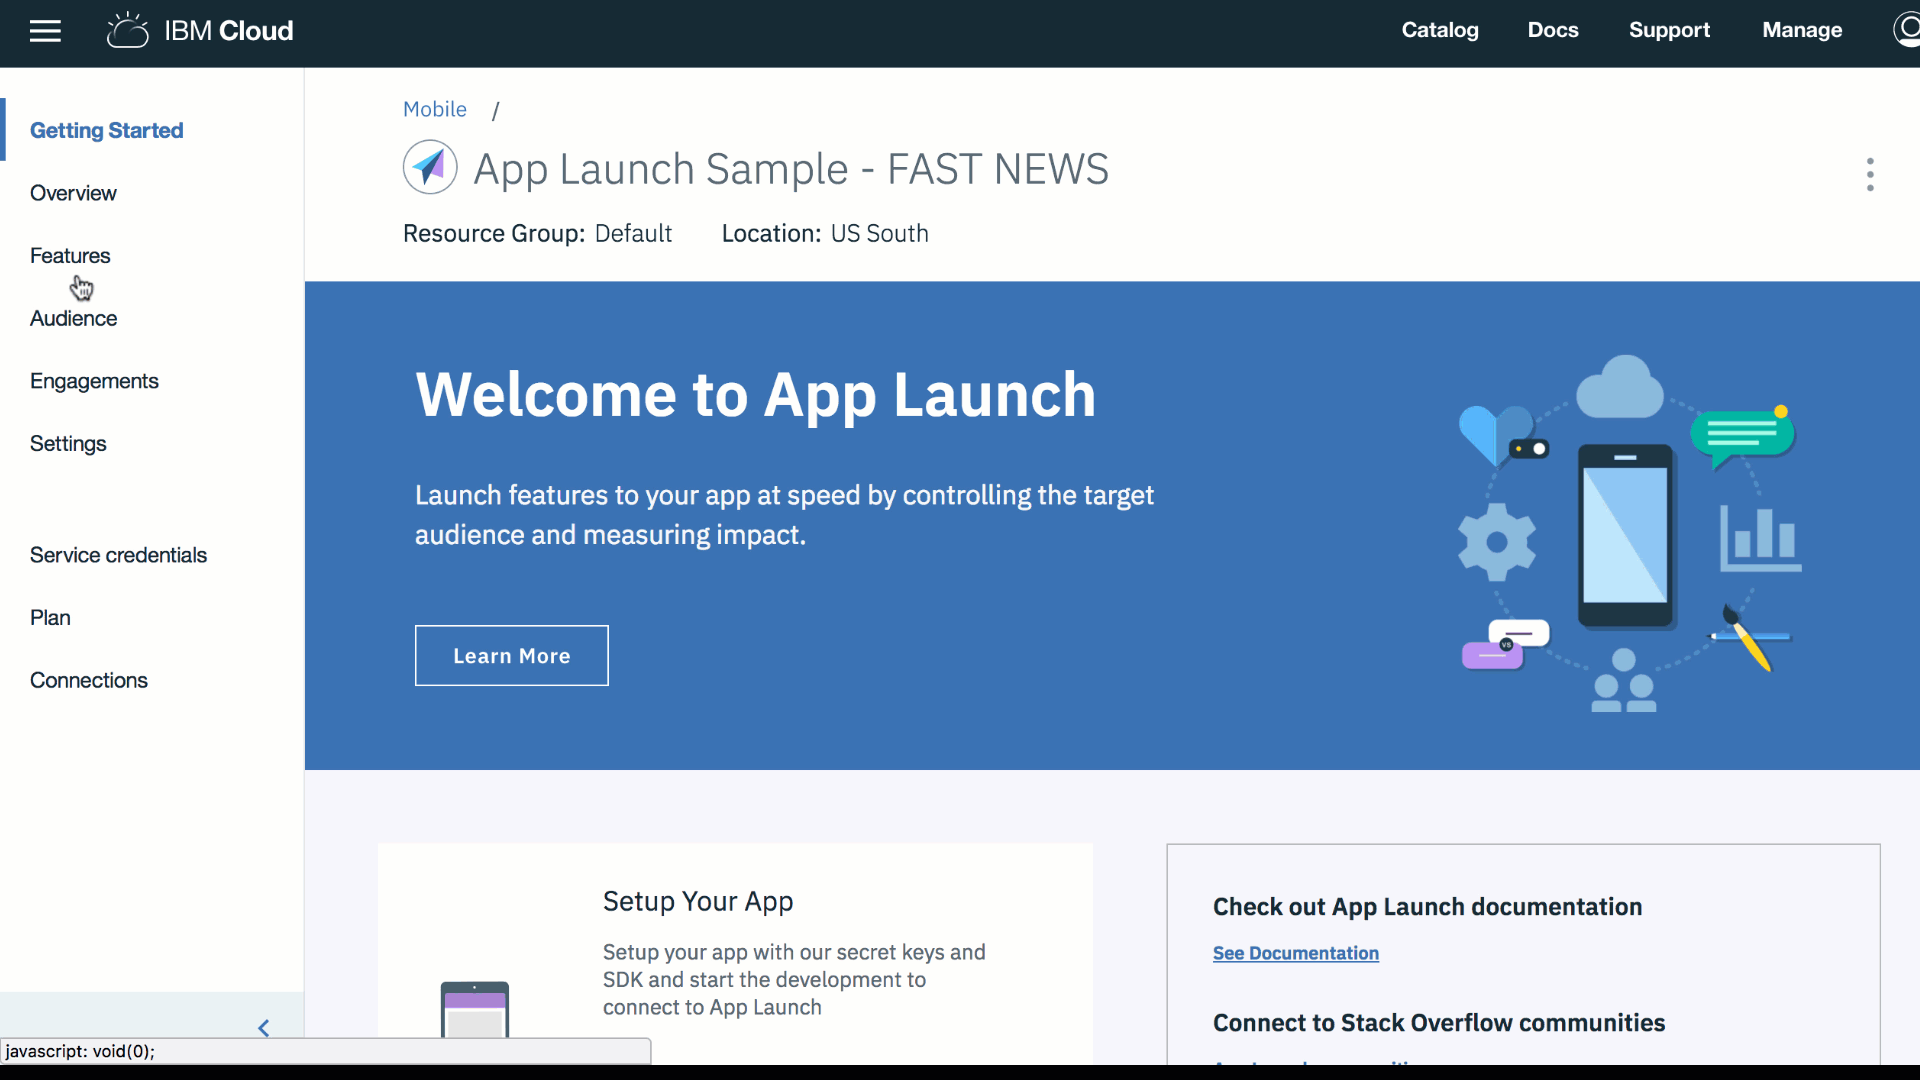 IBM Cloud
Catalog
Docs
Support
Manage
Getting Started
Overview
Features
Audience
Engagements
Settings
Service credentials
Plan
Connections
Mobile /
App Launch Sample - FAST NEWS
Resource Group: Default
Location: US South
Welcome to App Launch
Launch features to your app at speed by controlling the target
audience and measuring impact.
Learn More
VS
Setup Your App
Setup your app with our secret keys and
SDK and start the development to
connect to App Launch
Check out App Launch documentation
See Documentation
Connect to Stack Overflow communities
javascript: void(0);